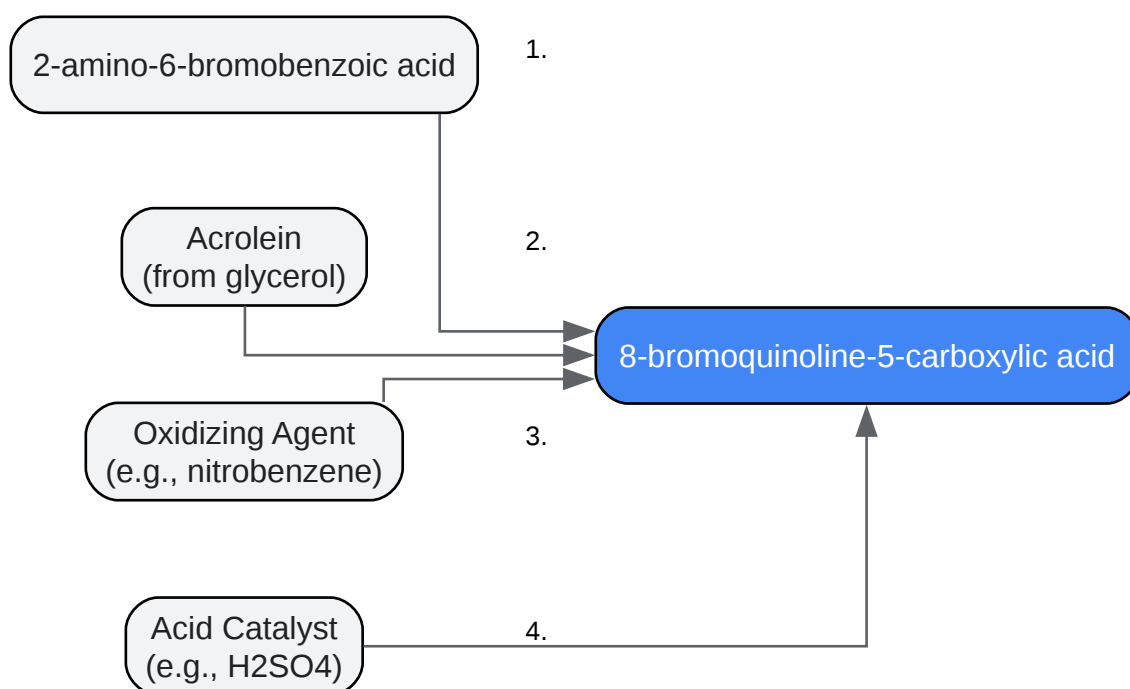 2-amino-6-bromobenzoic acid
1.
Acrolein
(from glycerol)
2.
8-bromoquinoline-5-carboxylic acid
Oxidizing Agent
(e.g., nitrobenzene)
3.
Acid Catalyst
(e.g., H2SO4)
4.